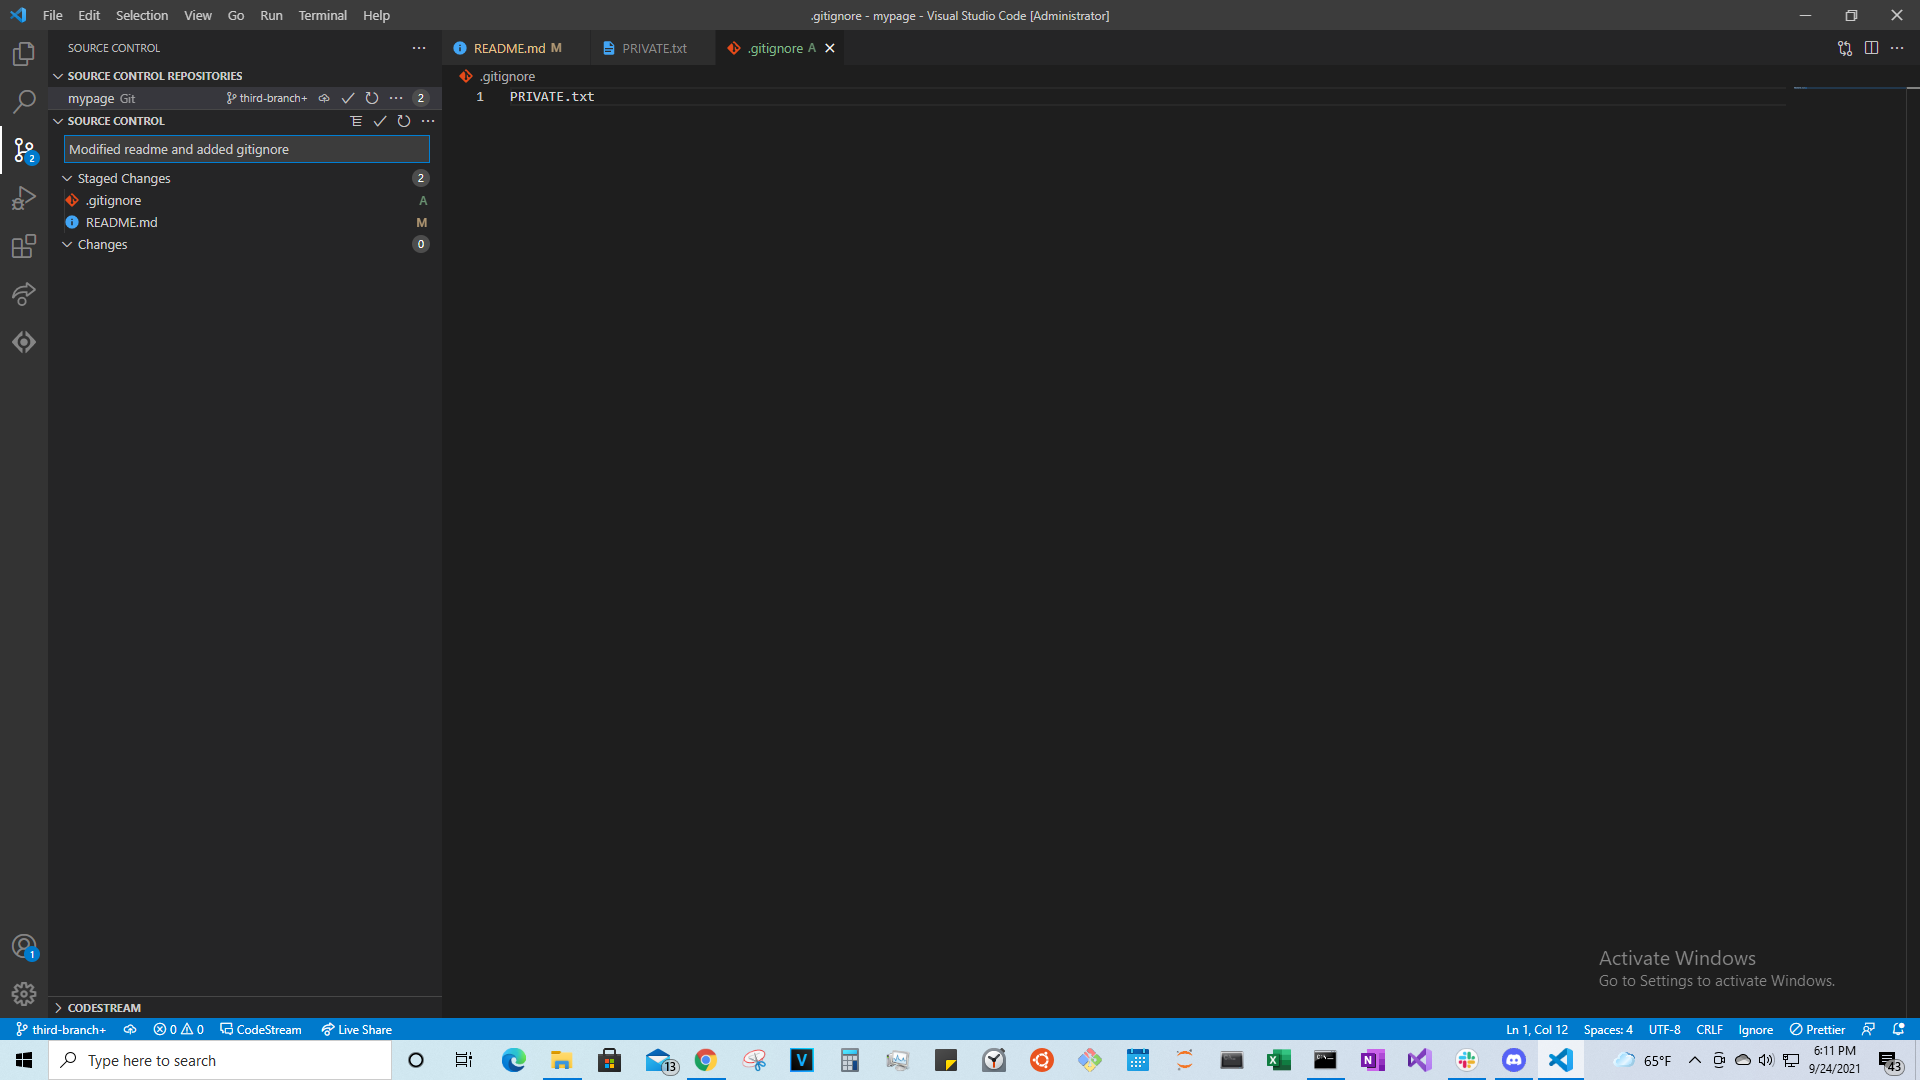 File Edit Selection View Go Run Terminal Help
.gitignore - mypage - Visual Studio Code [Administrator]
SOURCE CONTROL
README.md M
PRIVATE.txt
.gitignore A
SOURCE CONTROL REPOSITORIES
.gitignore
mypage Git third-branch+ 2
1 PRIVATE.txt
SOURCE CONTROL
Modified readme and added gitignore
2
Staged Changes 2
.gitignore A
README.md M
Changes 0
1
Activate Windows
Go to Settings to activate Windows.
CODESTREAM
third-branch+ 0 0 CodeStream Live Share
Ln 1, Col 12 Spaces: 4 UTF-8 CRLF Ignore Prettier
Type here to search
13
V
N
65°F
6:11 PM
9/24/2021
43